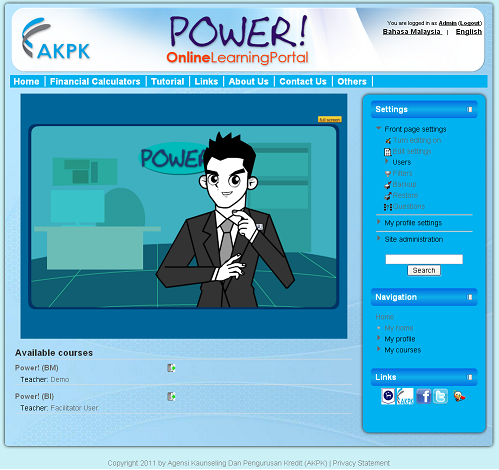 AKPK
POWER!
OnlineLearningPortal
You are logged in as Admin (Logout)
Bahasa Malaysia | English
Home | Financial Calculators | Tutorial | Links | About Us | Contact Us | Others |
full screen
POWER
Settings
Front page settings
Turn editing on
Edit settings
Users
Filters
Backup
Restore
Questions
My profile settings
Site administration
Search
Navigation
Home
My home
My profile
My courses
Links
AKPK
Available courses
Power! (BM)
Teacher: Demo
Power! (BI)
Teacher: Facilitator User
Copyright 2011 by Agensi Kaunseling Dan Pengurusan Kredit (AKPK) | Privacy Statement